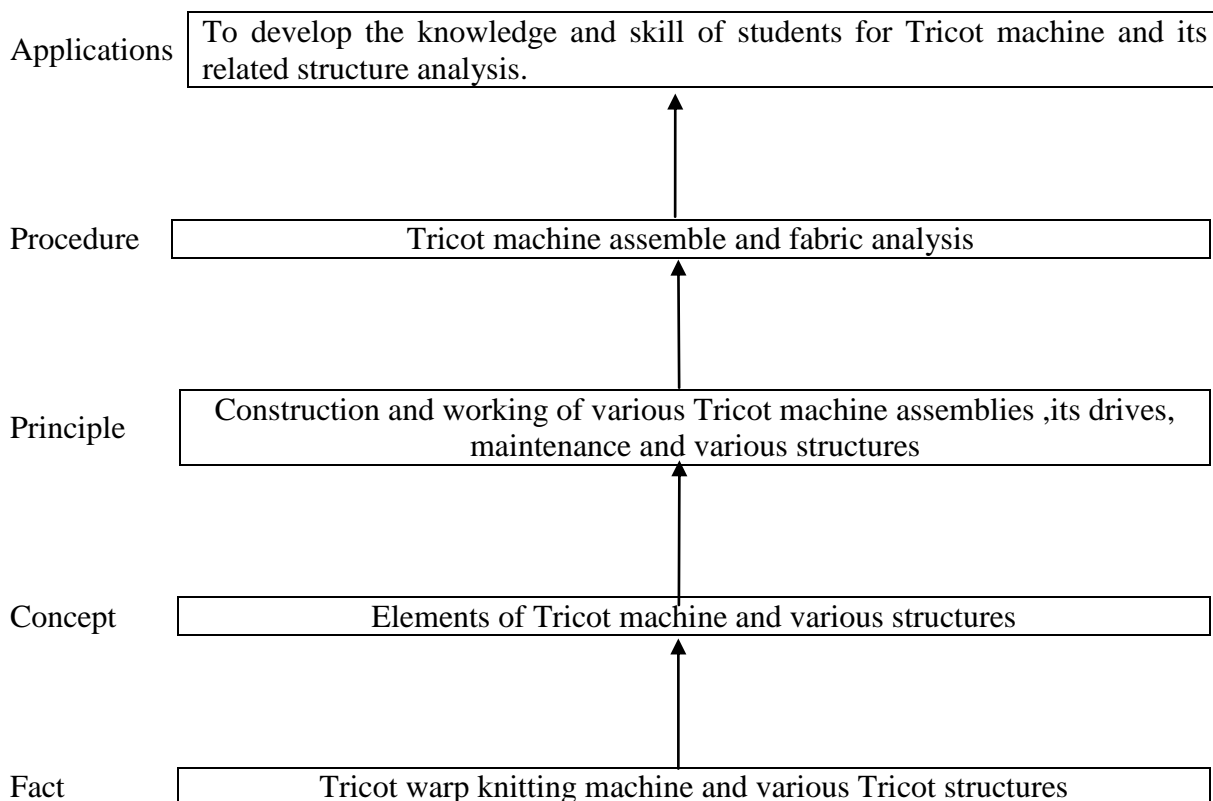 Applications
To develop the knowledge and skill of students for Tricot machine and its
related structure analysis.
Procedure
Tricot machine assemble and fabric analysis
Principle
Construction and working of various Tricot machine assemblies ,its drives,
maintenance and various structures
Concept
Elements of Tricot machine and various structures
Fact
Tricot warp knitting machine and various Tricot structures